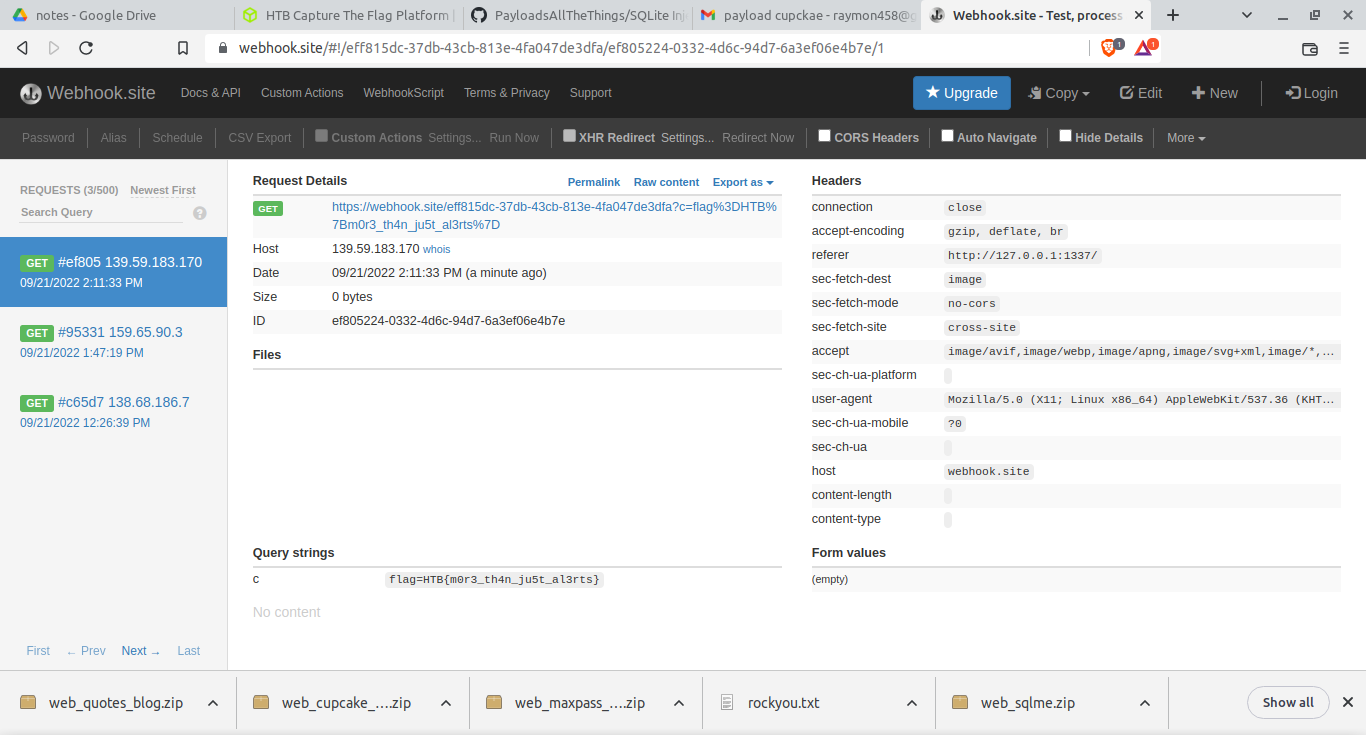 notes - Google Drive
HTB Capture The Flag Platform
PayloadsAllTheThings/SQLite Inj
payload cupckae - raymon458@g
Webhook.site - Test, process
webhook.site/#!/eff815dc-37db-43cb-813e-4fa047de3dfa/ef805224-0332-4d6c-94d7-6a3ef06e4b7e/1
1
1
Webhook.site Docs & API Custom Actions WebhookScript Terms & Privacy Support Upgrade Copy Edit New Login
Password Alias Schedule CSV Export Custom Actions Settings... Run Now XHR Redirect Settings... Redirect Now CORS Headers Auto Navigate Hide Details More
REQUESTS (3/500) Newest First
Search Query ?
GET #ef805 139.59.183.170
09/21/2022 2:11:33 PM
GET #95331 159.65.90.3
09/21/2022 1:47:19 PM
GET #c65d7 138.68.186.7
09/21/2022 12:26:39 PM
First ← Prev Next → Last
Request Details Permalink Raw content Export as
GET https://webhook.site/eff815dc-37db-43cb-813e-4fa047de3dfa?c=flag%3DHTB%
7Bm0r3_th4n_ju5t_al3rts%7D
Host 139.59.183.170 whois
Date 09/21/2022 2:11:33 PM (a minute ago)
Size 0 bytes
ID ef805224-0332-4d6c-94d7-6a3ef06e4b7e
Files
Headers
connection close
accept-encoding gzip, deflate, br
referer http://127.0.0.1:1337/
sec-fetch-dest image
sec-fetch-mode no-cors
sec-fetch-site cross-site
accept image/avif,image/webp,image/apng,image/svg+xml,image/*,...
sec-ch-ua-platform
user-agent Mozilla/5.0 (X11; Linux x86_64) AppleWebKit/537.36 (KHT...
sec-ch-ua-mobile ?0
sec-ch-ua
host webhook.site
content-length
content-type
Query strings
c flag=HTB{m0r3_th4n_ju5t_al3rts}
No content
Form values
(empty)
web_quotes_blog.zip
web_cupcake_....zip
web_maxpass_....zip
rockyou.txt
web_sqlme.zip
Show all